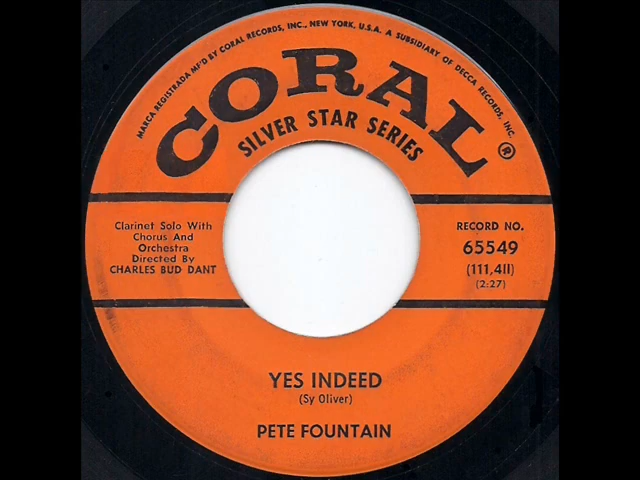 MARCA REGISTRADA MF'D BY CORAL RECORDS, INC., NEW YORK, U.S.A. A SUBSIDIARY OF DECCA RECORDS, INC.
CORAL®
SILVER STAR SERIES
Clarinet Solo With
Chorus And
Orchestra
Directed By
CHARLES BUD DANT
RECORD NO.
65549
(111,411)
(2:27)
YES INDEED
(Sy Oliver)
PETE FOUNTAIN